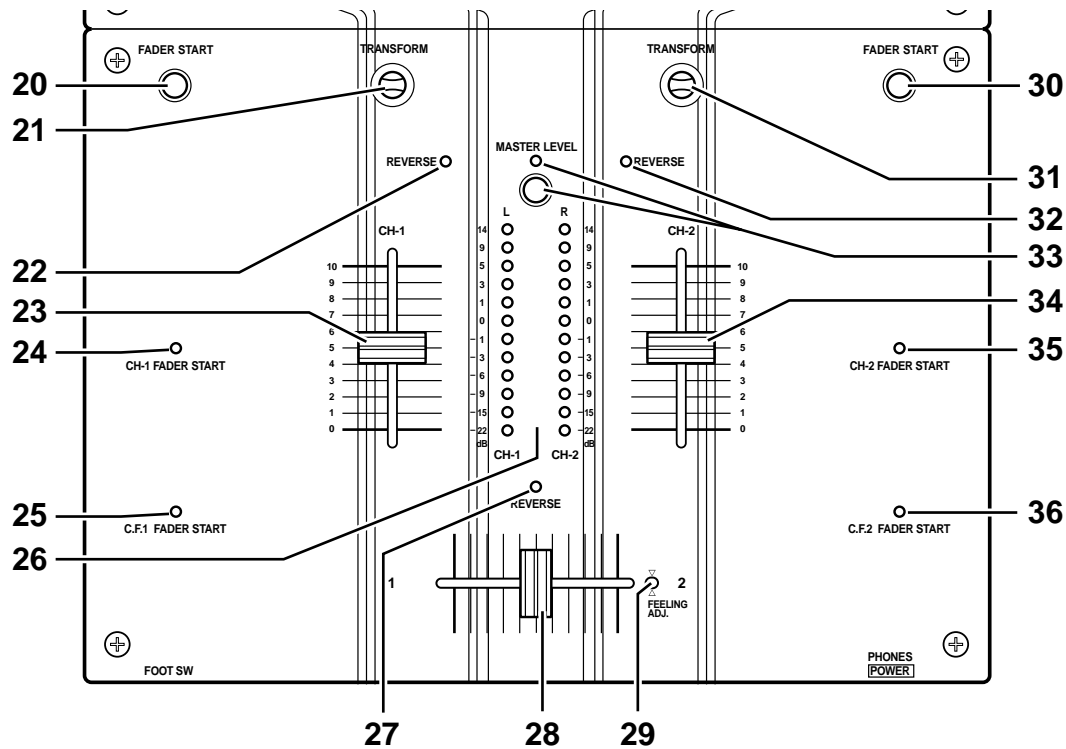 FADER START TRANSFORM TRANSFORM FADER START
20 30
21
REVERSE MASTER LEVEL REVERSE 31
L R 32
CH-1 14 14 CH-2
22 9 9 33
10 5 5 10
9 3 3 9
23 8 1 1 8 34
7 0 0 7
6 −1 −1 6
24 5 −3 −3 5 35
CH-1 FADER START 4 −6 −6 4 CH-2 FADER START
3 −9 −9 3
2 −15 −15 2
1 −22 −22 1
0 dB dB 0
CH-1 CH-2
25 REVERSE 36
C.F.1 FADER START C.F.2 FADER START
26
1 2
FEELING
ADJ.
FOOT SW PHONES
POWER
27 28 29